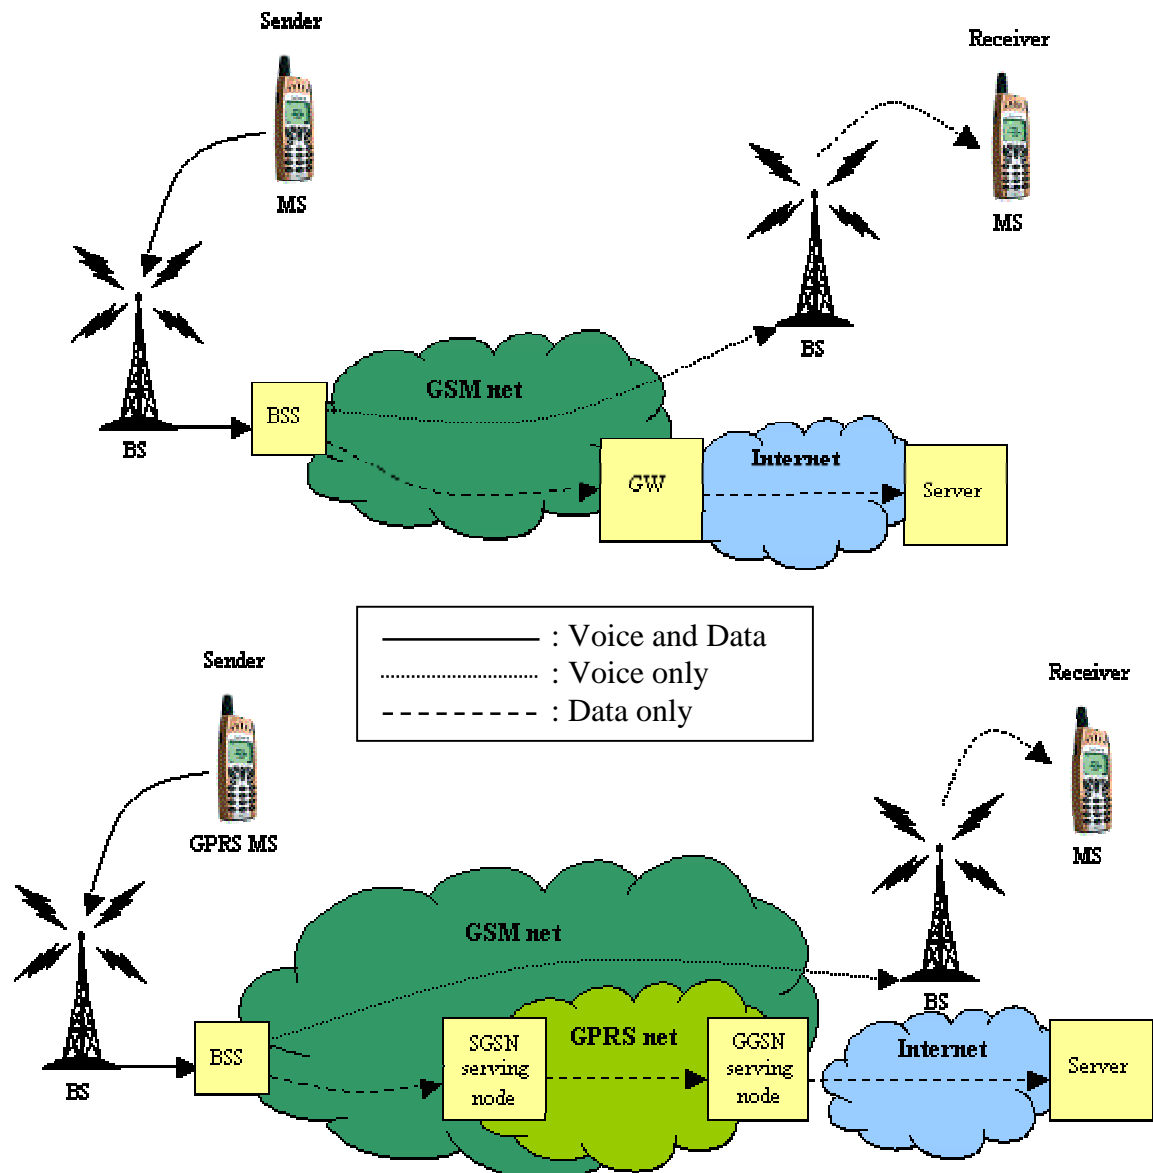 Sender
Receiver
MS
MS
BS
GSM net
BSS
BS
Internet
GW
Server
: Voice and Data
: Voice only
: Data only
Sender
Receiver
GPRS MS
MS
GSM net
BS
GPRS net
SGSN
serving
node
GGSN
serving
node
Internet
BSS
Server
BS